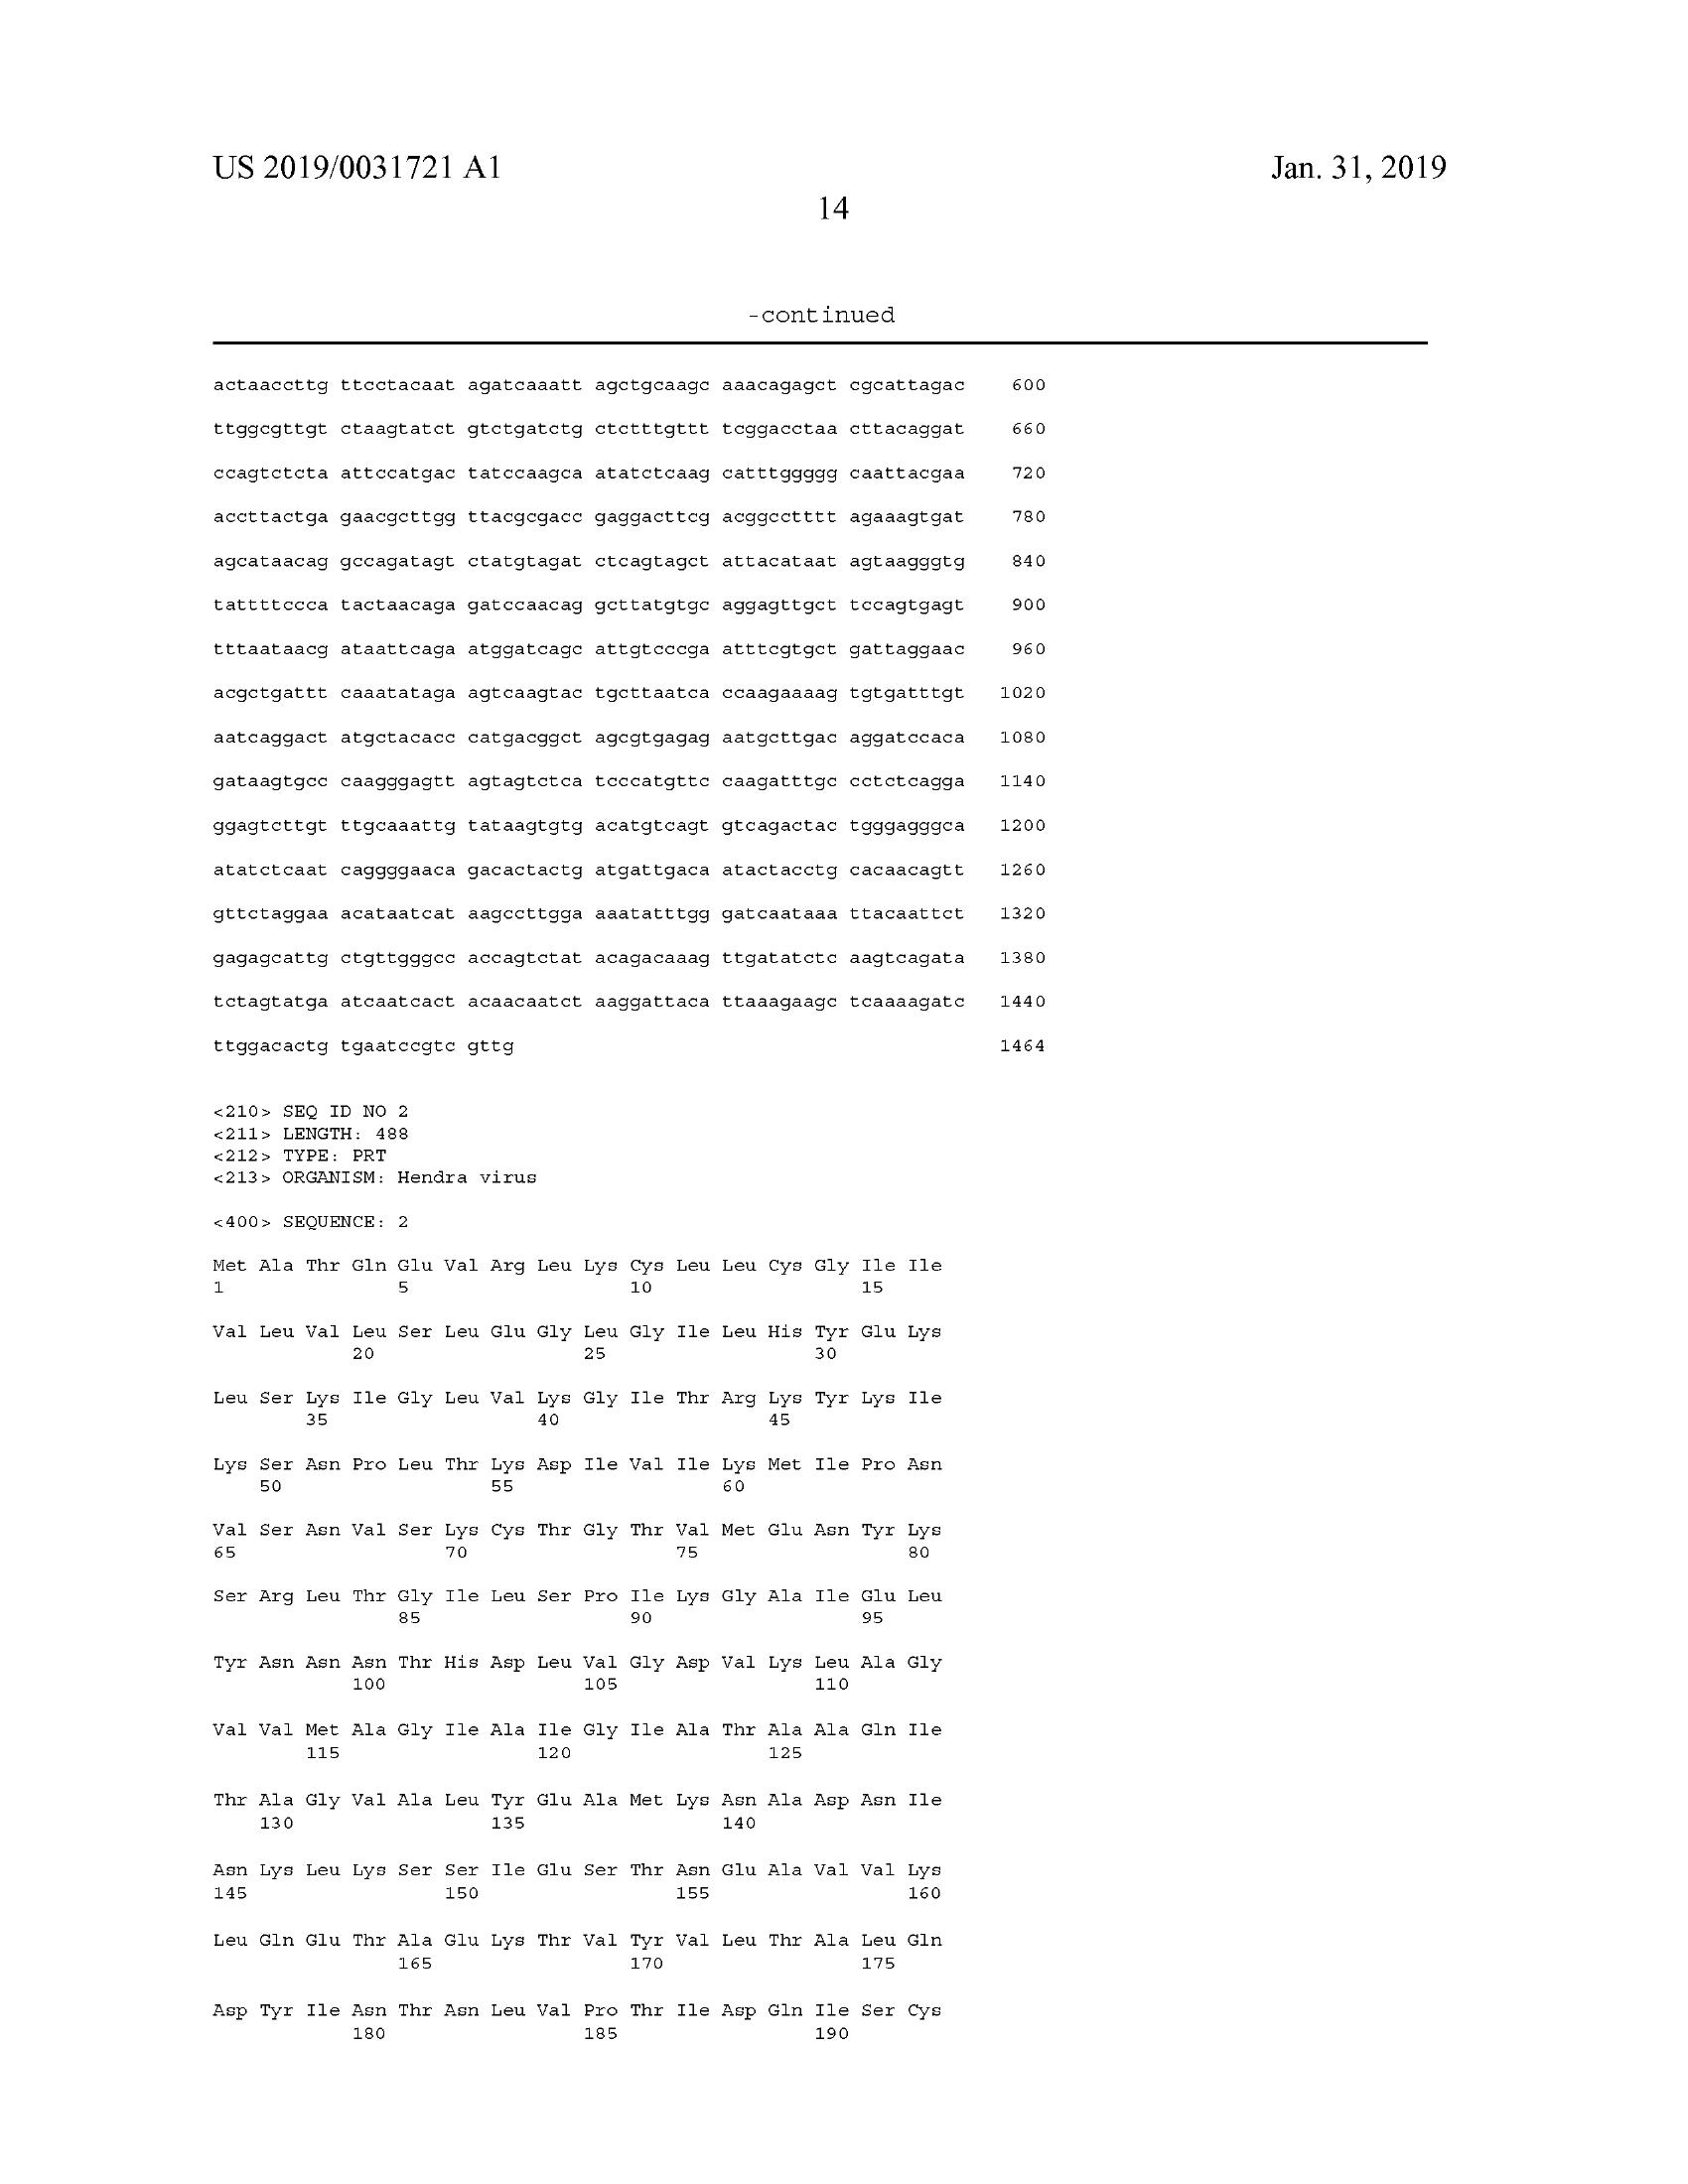 US 2019/0031721 A1
Jan. 31, 2019
14
-continued
actaaccttg ttcctacaat agatcaaatt agctgcaagc aaacagagct cgcattagac 600
ttggcgttgt ctaagtatct gtctgatctg ctctttgttt tcggacctaa cttacaggat 660
ccagtctcta attccatgac tatccaagca atatctcaag catttggggg caattacgaa 720
accttactga gaacgcttgg ttacgcgacc gaggacttcg acggcctttt agaaagtgat 780
agcataacag gccagatagt ctatgtagat ctcagtagct attacataat agtaagggtg 840
tattttccca tactaacaga gatccaacag gcttatgtgc aggagttgct tccagtgagt 900
tttaataacg ataattcaga atggatcagc attgtcccga atttcgtgct gattaggaac 960
acgctgattt caaatataga agtcaagtac tgcttaatca ccaagaaaag tgtgatttgt 1020
aatcaggact atgctacacc catgacggct agcgtgagag aatgcttgac aggatccaca 1080
gataagtgcc caagggagtt agtagtctca tcccatgttc caagatttgc cctctcagga 1140
ggagtcttgt ttgcaaattg tataagtgtg acatgtcagt gtcagactac tgggagggca 1200
atatctcaat caggggaaca gacactactg atgattgaca atactacctg cacaacagtt 1260
gttctaggaa acataatcat aagccttgga aaatatttgg gatcaataaa ttacaattct 1320
gagagcattg ctgttgggcc accagtctat acagacaaag ttgatatctc aagtcagata 1380
tctagtatga atcaatcact acaacaatct aaggattaca ttaaagaagc tcaaaagatc 1440
ttggacactg tgaatccgtc gttg 1464
<210> SEQ ID NO 2
<211> LENGTH: 488
<212> TYPE: PRT
<213> ORGANISM: Hendra virus
<400> SEQUENCE: 2
Met Ala Thr Gln Glu Val Arg Leu Lys Cys Leu Leu Cys Gly Ile Ile
1 5 10 15
Val Leu Val Leu Ser Leu Glu Gly Leu Gly Ile Leu His Tyr Glu Lys
20 25 30
Leu Ser Lys Ile Gly Leu Val Lys Gly Ile Thr Arg Lys Tyr Lys Ile
35 40 45
Lys Ser Asn Pro Leu Thr Lys Asp Ile Val Ile Lys Met Ile Pro Asn
50 55 60
Val Ser Asn Val Ser Lys Cys Thr Gly Thr Val Met Glu Asn Tyr Lys
65 70 75 80
Ser Arg Leu Thr Gly Ile Leu Ser Pro Ile Lys Gly Ala Ile Glu Leu
85 90 95
Tyr Asn Asn Asn Thr His Asp Leu Val Gly Asp Val Lys Leu Ala Gly
100 105 110
Val Val Met Ala Gly Ile Ala Ile Gly Ile Ala Thr Ala Ala Gln Ile
115 120 125
Thr Ala Gly Val Ala Leu Tyr Glu Ala Met Lys Asn Ala Asp Asn Ile
130 135 140
Asn Lys Leu Lys Ser Ser Ile Glu Ser Thr Asn Glu Ala Val Val Lys
145 150 155 160
Leu Gln Glu Thr Ala Glu Lys Thr Val Tyr Val Leu Thr Ala Leu Gln
165 170 175
Asp Tyr Ile Asn Thr Asn Leu Val Pro Thr Ile Asp Gln Ile Ser Cys
180 185 190